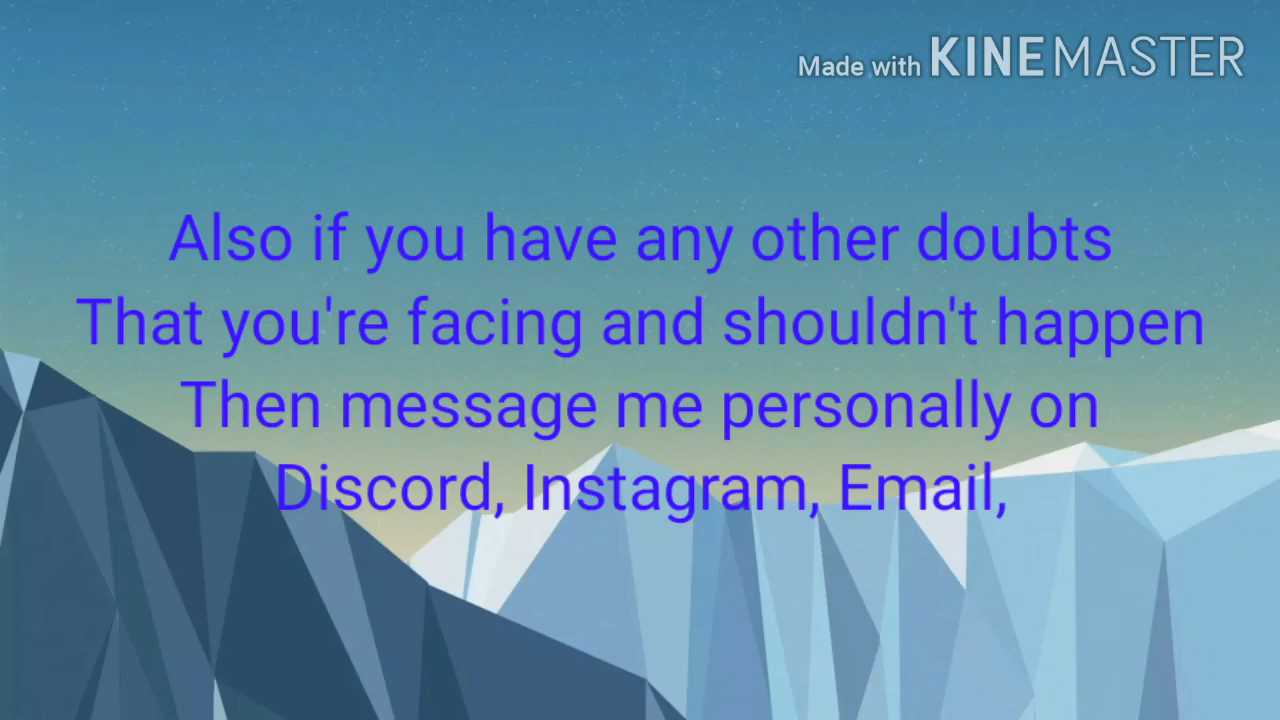 Made with KINEMASTER
Also if you have any other doubts
That you're facing and shouldn't happen
Then message me personally on
Discord, Instagram, Email,